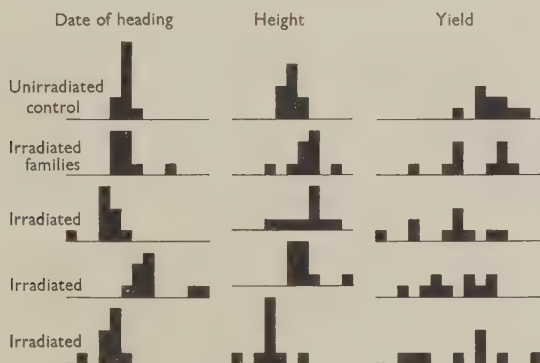 Date of heading Height Yield
Unirradiated
control
Irradiated
families
Irradiated
Irradiated
Irradiated